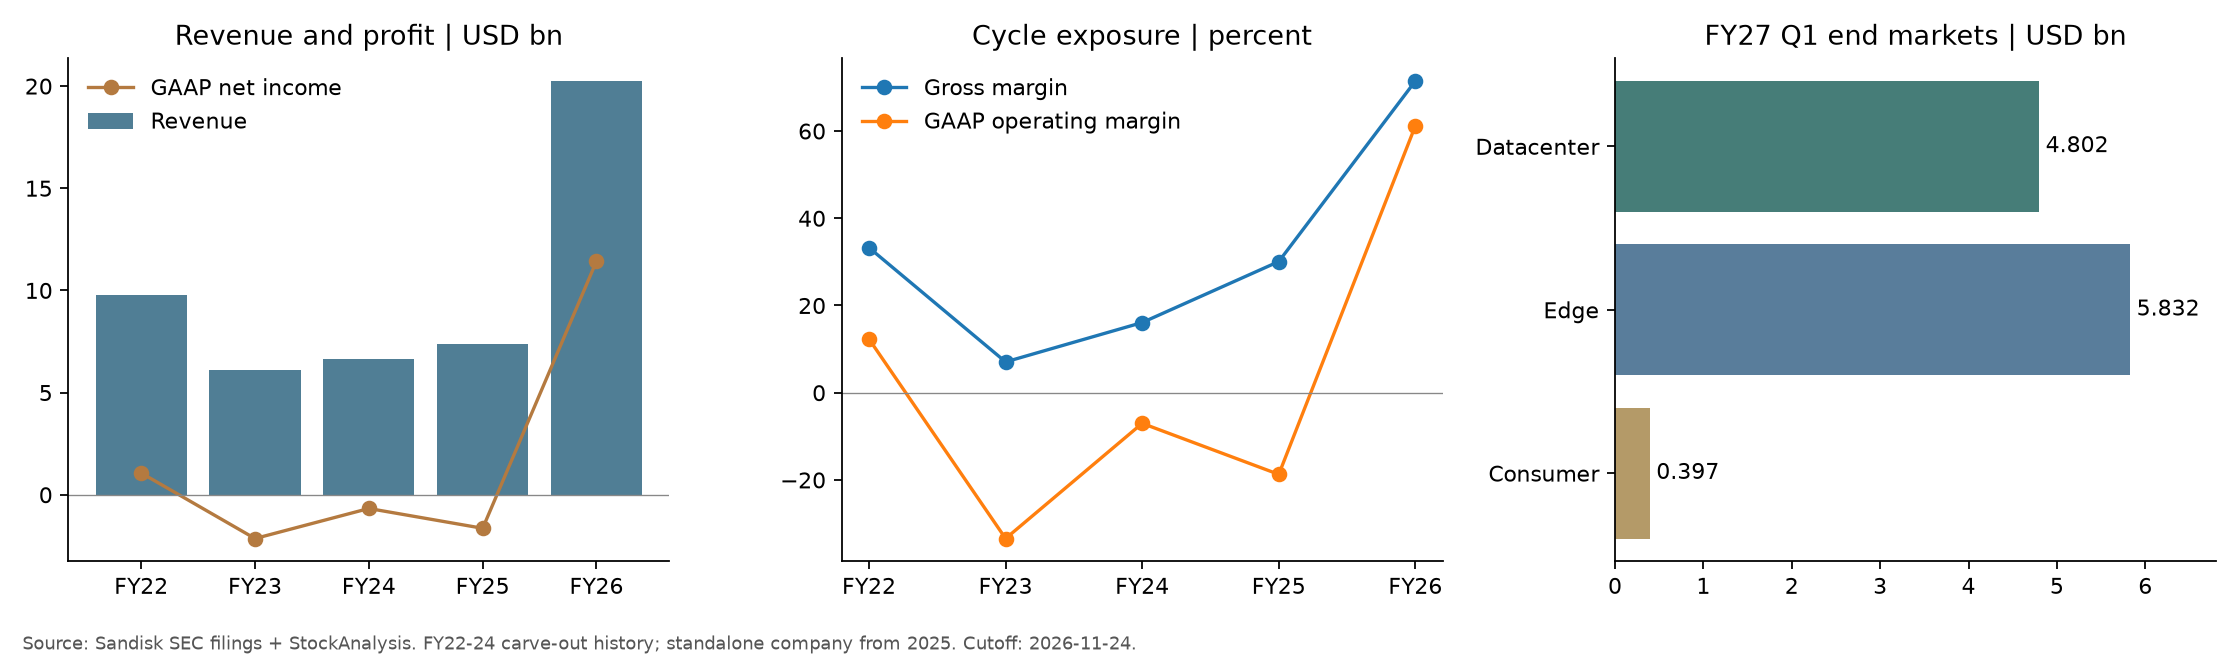 Revenue and profit | USD bn
GAAP net income
Revenue
20
15
10
5
0
FY22
FY23
FY24
FY25
FY26
Cycle exposure | percent
Gross margin
GAAP operating margin
60
40
20
0
−20
FY22
FY23
FY24
FY25
FY26
FY27 Q1 end markets | USD bn
Datacenter
4.802
Edge
5.832
Consumer
0.397
0
1
2
3
4
5
6
Source: Sandisk SEC filings + StockAnalysis. FY22-24 carve-out history; standalone company from 2025. Cutoff: 2026-11-24.